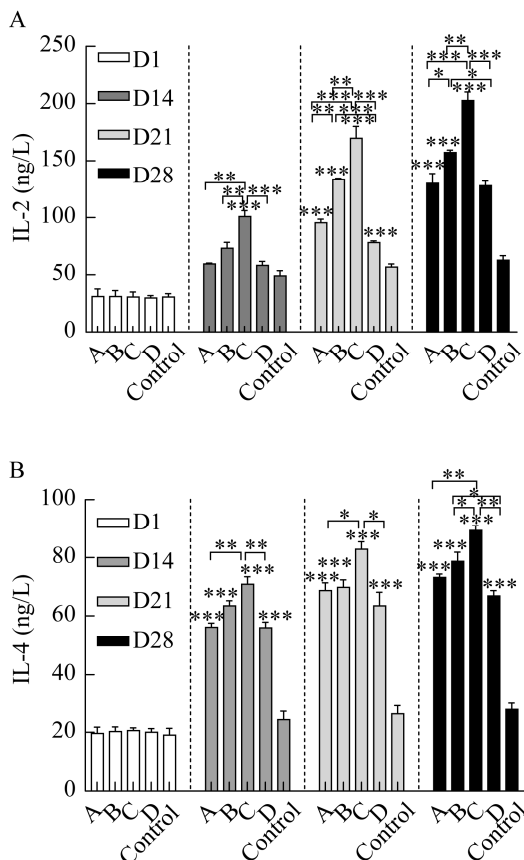 A
IL-2 (ng/L)
250
200
150
100
50
0
D1
D14
D21
D28
** ** *** ***
** *** *** ** *** *** *** *** ***
** *** *** * * *** *** ***
A B C D Control
A B C D Control
A B C D Control
A B C D Control
B
IL-4 (ng/L)
100
80
60
40
20
0
D1
D14
D21
D28
** ** *** *** *** ***
* * *** *** *** ***
** * * ** *** *** *** ***
A B C D Control
A B C D Control
A B C D Control
A B C D Control